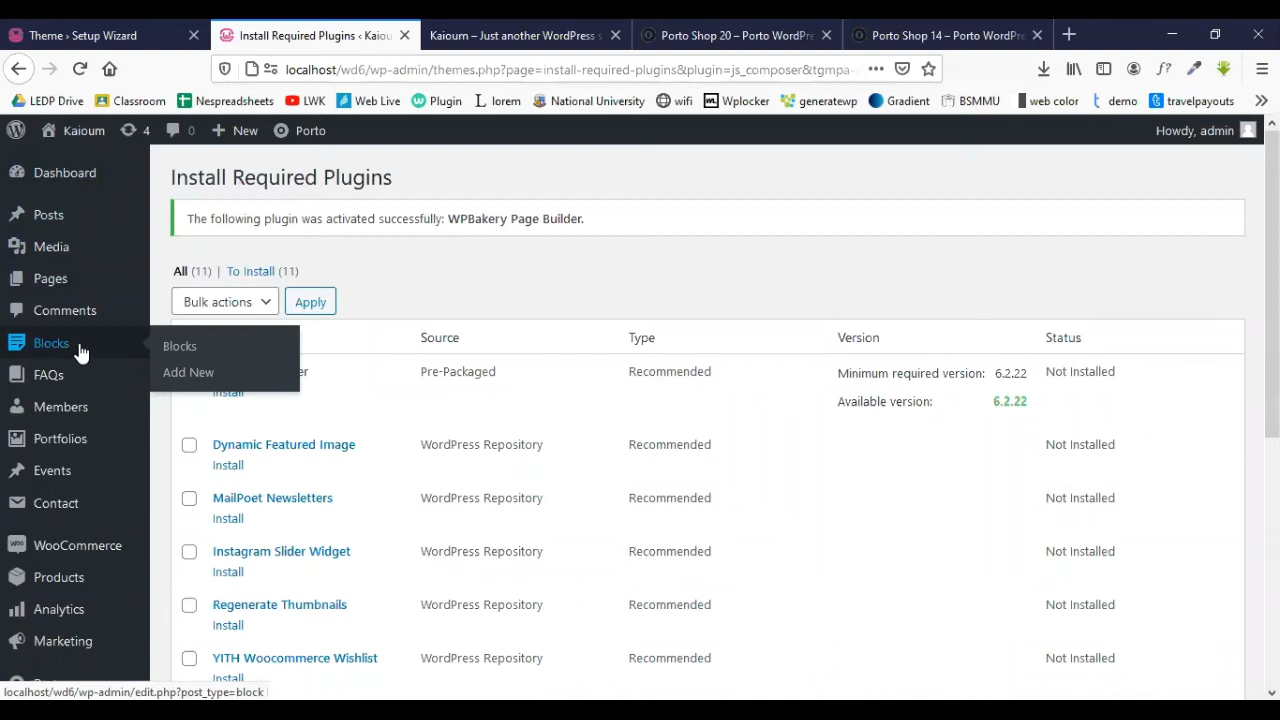 Theme › Setup Wizard
Install Required Plugins ‹ Kaiou
Kaioum – Just another WordPress s
Porto Shop 20 – Porto WordPre
Porto Shop 14 – Porto WordPre
localhost/wd6/wp-admin/themes.php?page=install-required-plugins&plugin=js_composer&tgmpa-
LEDP Drive
Classroom
Nespreadsheets
LWK
Web Live
Plugin
lorem
National University
wifi
Wplocker
generatewp
Gradient
BSMMU
web color
demo
travelpayouts
Kaioum
4
0
New
Porto
Howdy, admin
Dashboard
Posts
Media
Pages
Comments
Blocks
FAQs
Members
Portfolios
Events
Contact
WooCommerce
Products
Analytics
Marketing
Blocks
Add New
Install Required Plugins
The following plugin was activated successfully: WPBakery Page Builder.
All (11) | To Install (11)
Bulk actions
Apply
Source
Type
Version
Status
Pre-Packaged
Recommended
Minimum required version: 6.2.22
Not Installed
Available version: 6.2.22
Install
Dynamic Featured Image
WordPress Repository
Recommended
Not Installed
Install
MailPoet Newsletters
WordPress Repository
Recommended
Not Installed
Install
Instagram Slider Widget
WordPress Repository
Recommended
Not Installed
Install
Regenerate Thumbnails
WordPress Repository
Recommended
Not Installed
Install
YITH Woocommerce Wishlist
WordPress Repository
Recommended
Not Installed
Install
localhost/wd6/wp-admin/edit.php?post_type=block